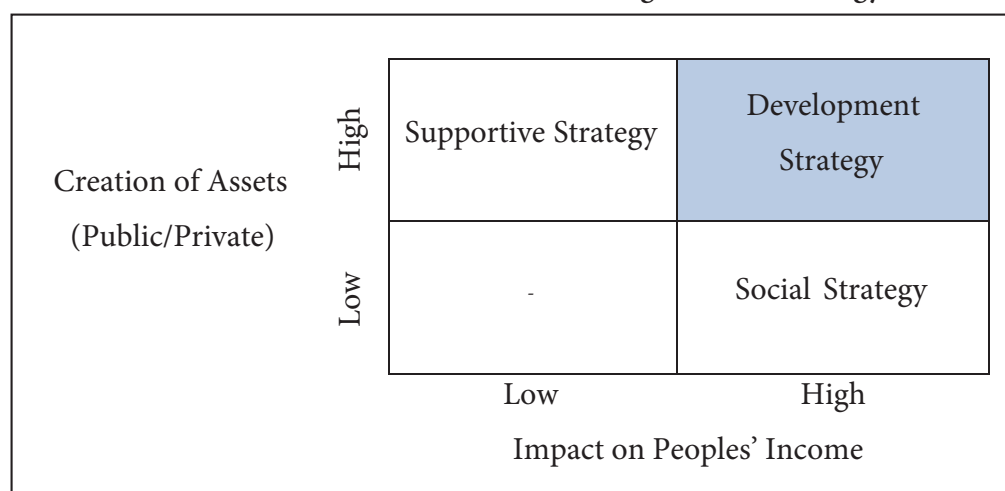 High
Supportive Strategy
Development
Strategy
Creation of Assets
(Public/Private)
Low
-
Social Strategy
Low
High
Impact on Peoples' Income